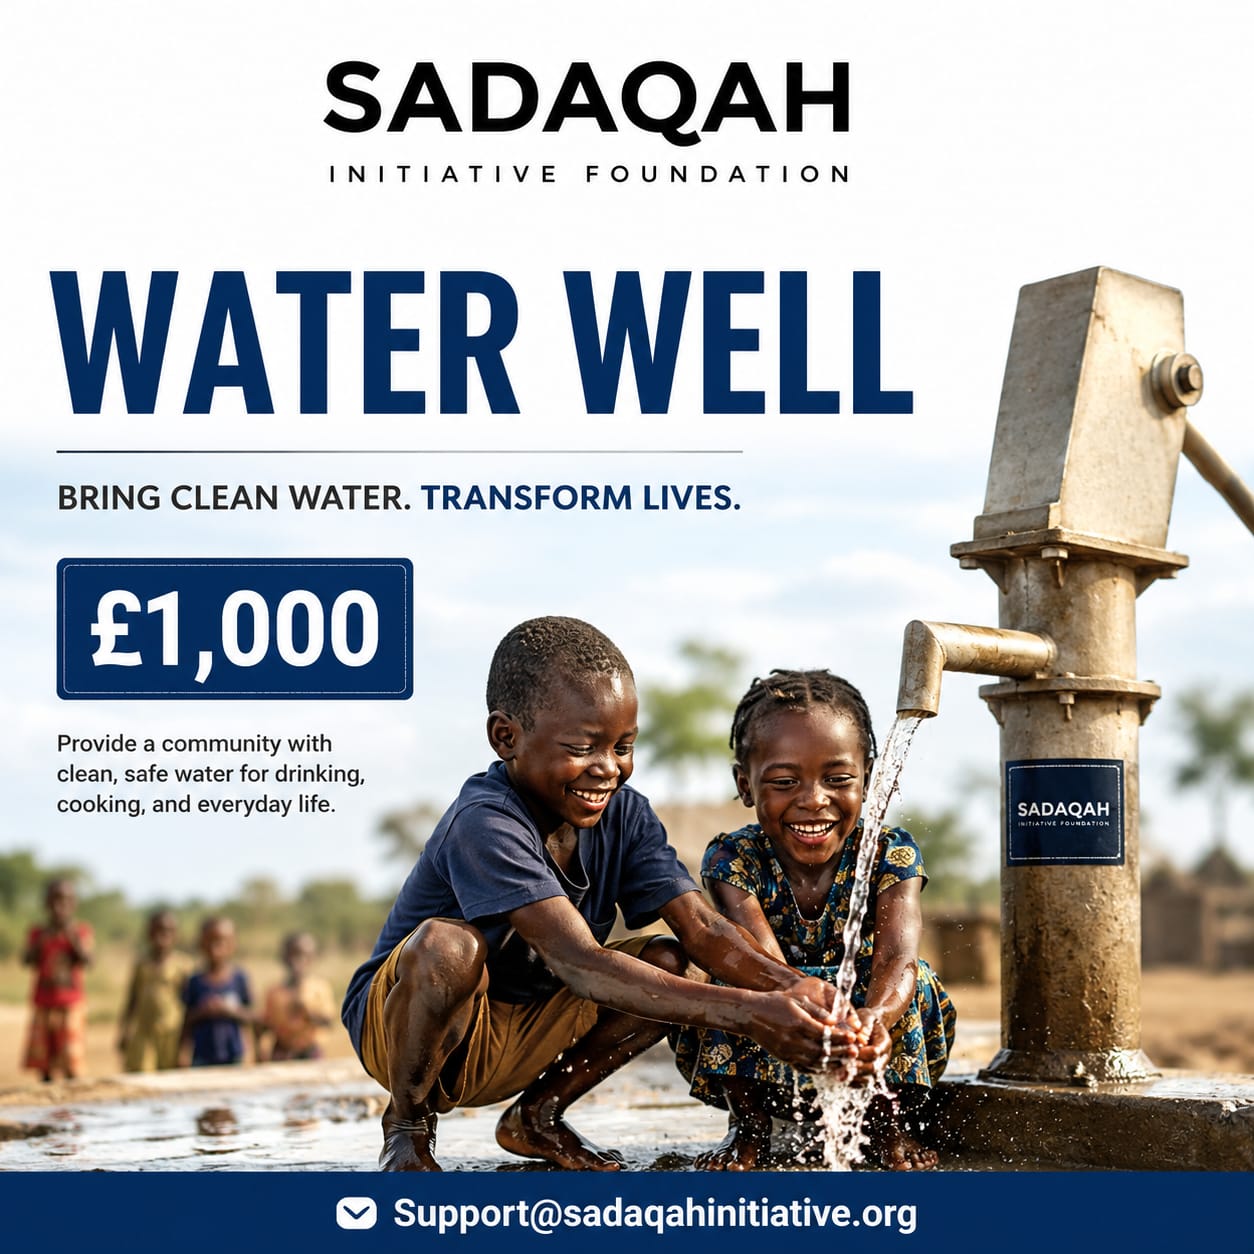 SADAQAH
INITIATIVE FOUNDATION
WATER WELL
BRING CLEAN WATER. TRANSFORM LIVES.
£1,000
Provide a community with
clean, safe water for drinking,
cooking, and everyday life.
SADAQAH
INITIATIVE FOUNDATION
Support@sadaqahinitiative.org